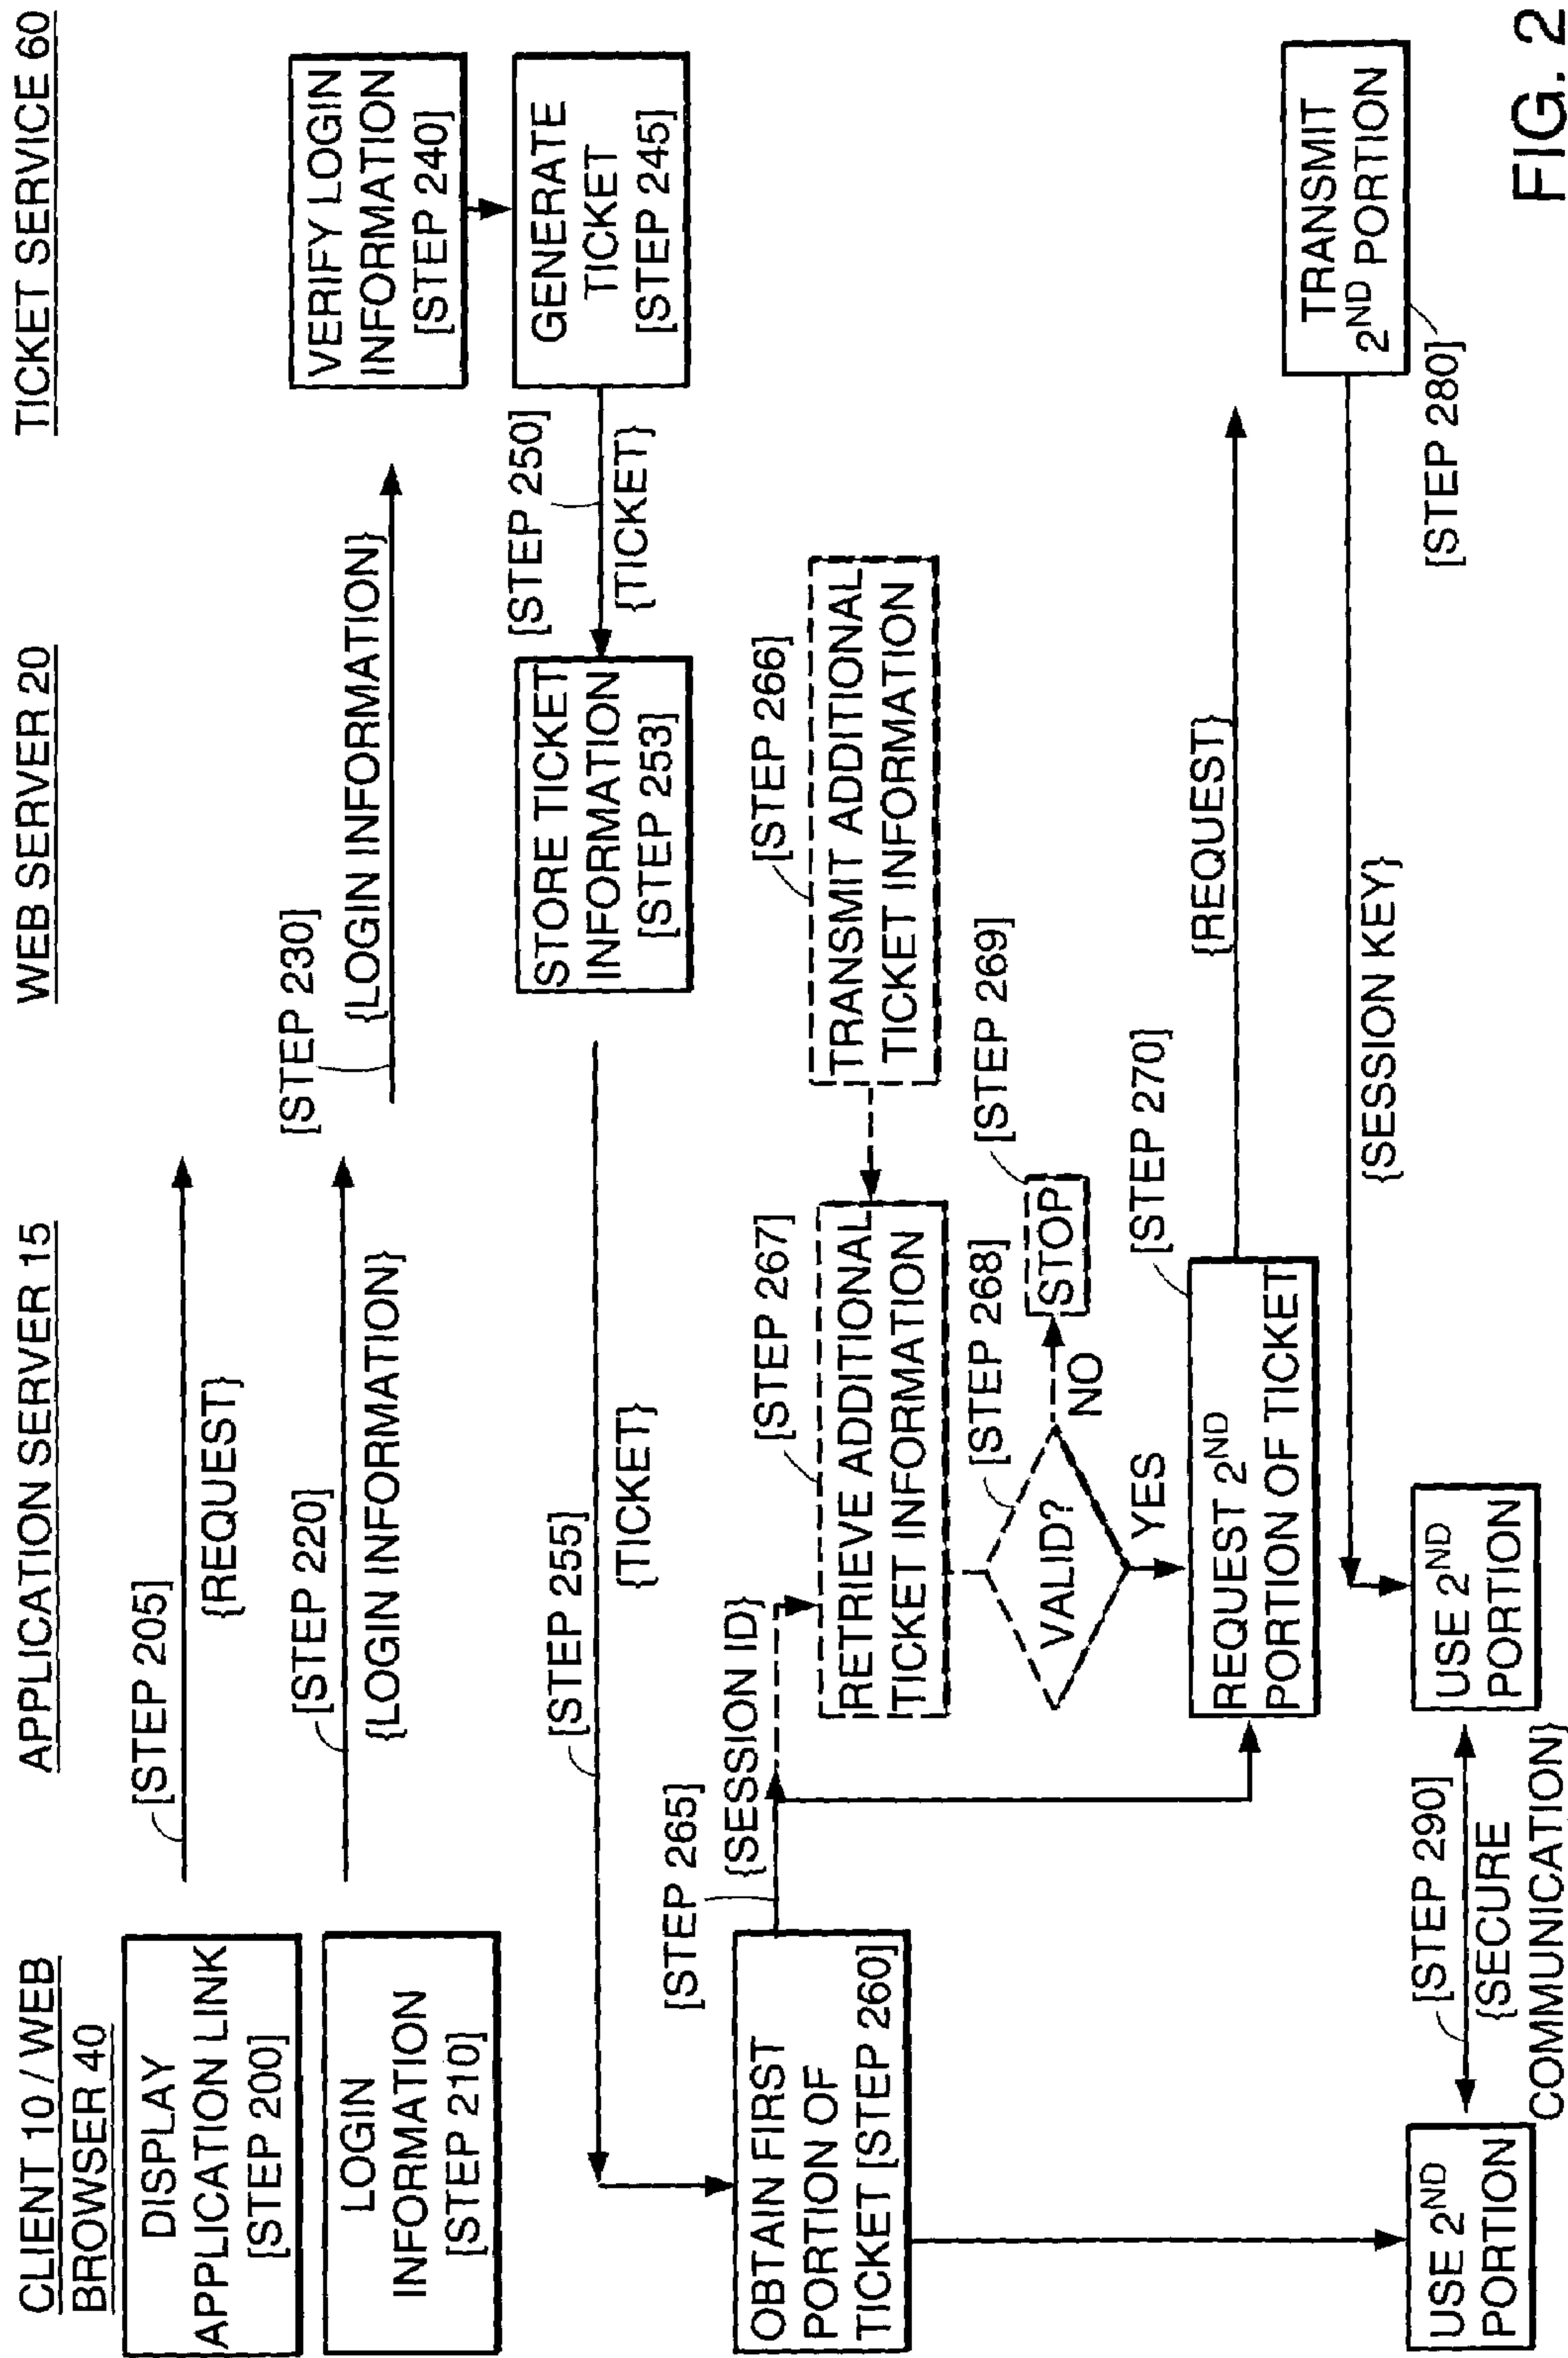 CLIENT 10 / WEB
BROWSER 40
APPLICATION SERVER 15
WEB SERVER 20
TICKET SERVICE 60
DISPLAY
APPLICATION LINK
[STEP 200]
[STEP 205]
{REQUEST}
LOGIN
INFORMATION
[STEP 210]
[STEP 220]
{LOGIN INFORMATION}
[STEP 230]
{LOGIN INFORMATION}
VERIFY LOGIN
INFORMATION
[STEP 240]
GENERATE
TICKET
[STEP 245]
[STEP 250]
{TICKET}
STORE TICKET
INFORMATION
[STEP 253]
[STEP 255]
{TICKET}
OBTAIN FIRST
PORTION OF
TICKET [STEP 260]
[STEP 265]
{SESSION ID}
[STEP 266]
TRANSMIT ADDITIONAL
TICKET INFORMATION
[STEP 267]
RETRIEVE ADDITIONAL
TICKET INFORMATION
[STEP 268]
VALID?
NO
[STEP 269]
STOP
YES
[STEP 270]
REQUEST 2ND
PORTION OF TICKET
{REQUEST}
TRANSMIT
2ND PORTION
[STEP 280]
{SESSION KEY}
USE 2ND
PORTION
[STEP 290]
{SECURE
COMMUNICATION}
USE 2ND
PORTION
FIG. 2